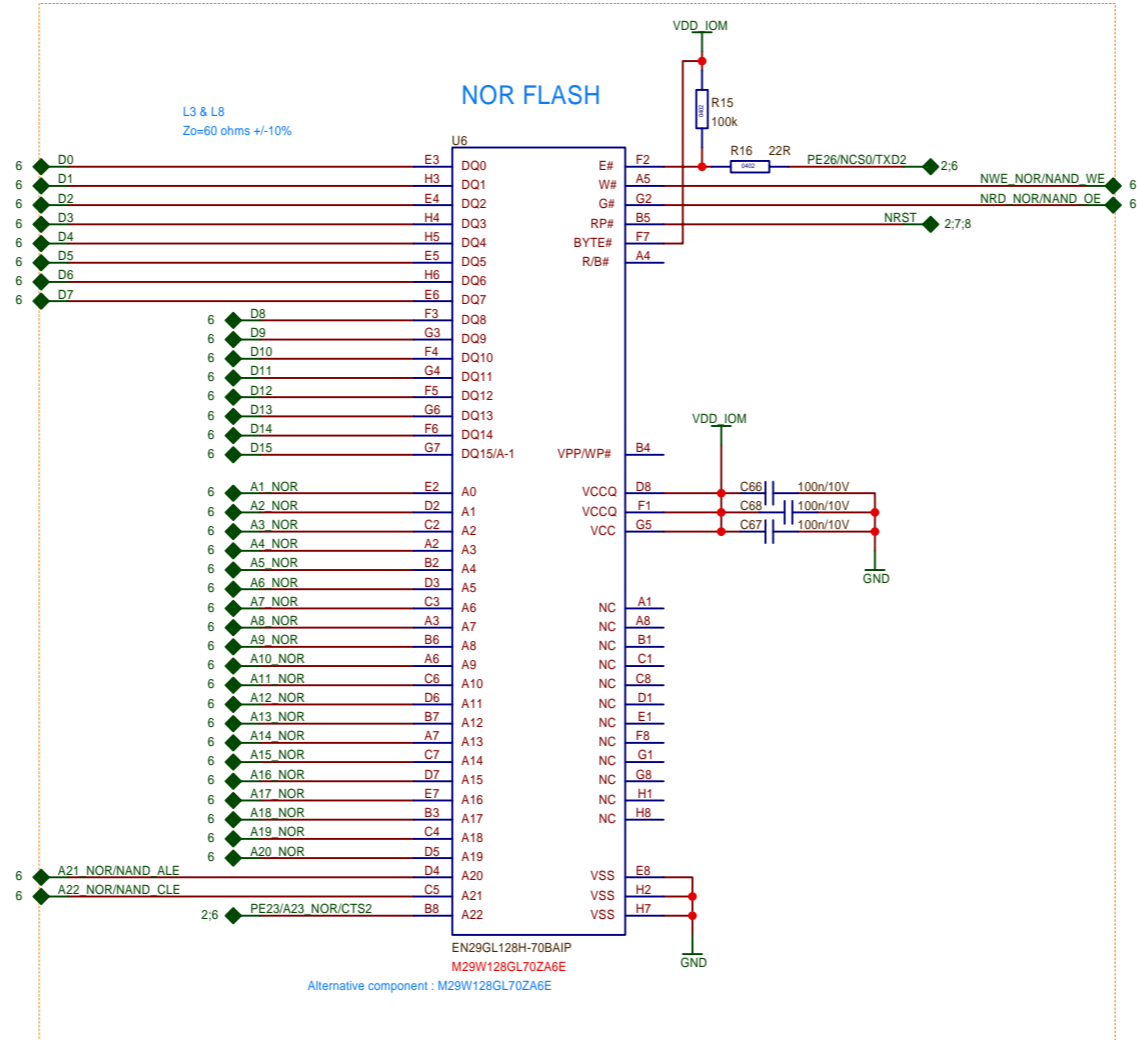 VDD_IOM
NOR FLASH
L3 & L8
Zo=60 ohms +/-10%
0402
R15
100k
U6
R16 22R
6 D0 E3 DQ0 E# F2 0402 PE26/NCS0/TXD2 2;6
6 D1 H3 DQ1 W# A5 NWE_NOR/NAND_WE 6
6 D2 E4 DQ2 G# G2 NRD_NOR/NAND_OE 6
6 D3 H4 DQ3 RP# B5 NRST 2;7;8
6 D4 H5 DQ4 BYTE# F7
6 D5 E5 DQ5 R/B# A4
6 D6 H6 DQ6
6 D7 E6 DQ7
6 D8 F3 DQ8
6 D9 G3 DQ9
6 D10 F4 DQ10
6 D11 G4 DQ11
6 D12 F5 DQ12
6 D13 G6 DQ13
VDD_IOM
6 D14 F6 DQ14
6 D15 G7 DQ15/A-1 VPP/WP# B4
6 A1_NOR E2 A0 VCCQ D8 C66 100n/10V
6 A2_NOR D2 A1 VCCQ F1 C68 100n/10V
6 A3_NOR C2 A2 VCC G5 C67 100n/10V
6 A4_NOR A2 A3
6 A5_NOR B2 A4
GND
6 A6_NOR D3 A5
6 A7_NOR C3 A6 NC A1
6 A8_NOR A3 A7 NC A8
6 A9_NOR B6 A8 NC B1
6 A10_NOR A6 A9 NC C1
6 A11_NOR C6 A10 NC C8
6 A12_NOR D6 A11 NC D1
6 A13_NOR B7 A12 NC E1
6 A14_NOR A7 A13 NC F8
6 A15_NOR C7 A14 NC G1
6 A16_NOR D7 A15 NC G8
6 A17_NOR E7 A16 NC H1
6 A18_NOR B3 A17 NC H8
6 A19_NOR C4 A18
6 A20_NOR D5 A19
6 A21_NOR/NAND_ALE D4 A20 VSS E8
6 A22_NOR/NAND_CLE C5 A21 VSS H2
2;6 PE23/A23_NOR/CTS2 B8 A22 VSS H7
EN29GL128H-70BAIP
GND
M29W128GL70ZA6E
Alternative component : M29W128GL70ZA6E